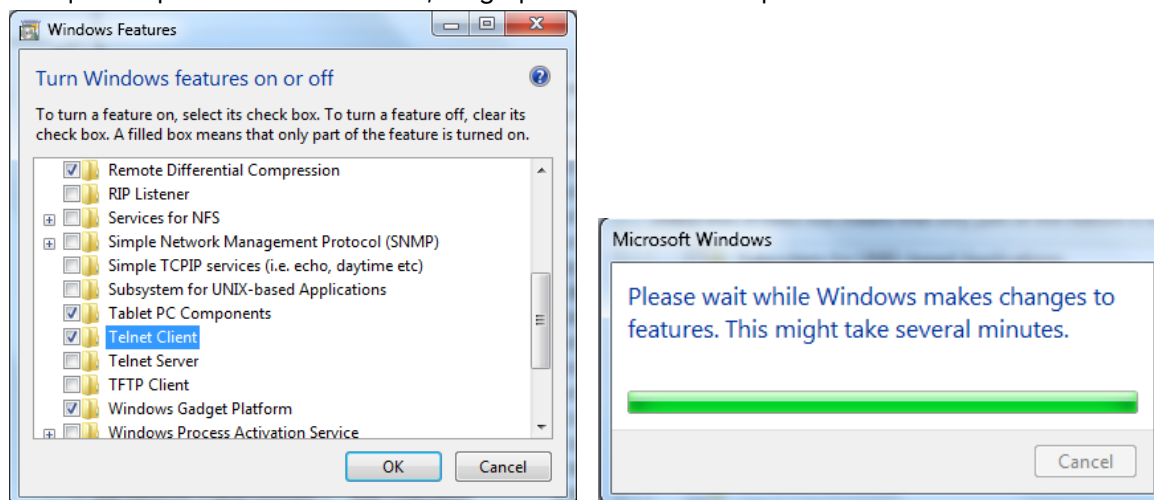 Windows Features
Turn Windows features on or off
To turn a feature on, select its check box. To turn a feature off, clear its
check box. A filled box means that only part of the feature is turned on.
Remote Differential Compression
RIP Listener
Services for NFS
Simple Network Management Protocol (SNMP)
Simple TCPIP services (i.e. echo, daytime etc)
Subsystem for UNIX-based Applications
Tablet PC Components
Telnet Client
Telnet Server
TFTP Client
Windows Gadget Platform
Windows Process Activation Service
OK Cancel
Microsoft Windows
Please wait while Windows makes changes to
features. This might take several minutes.
Cancel